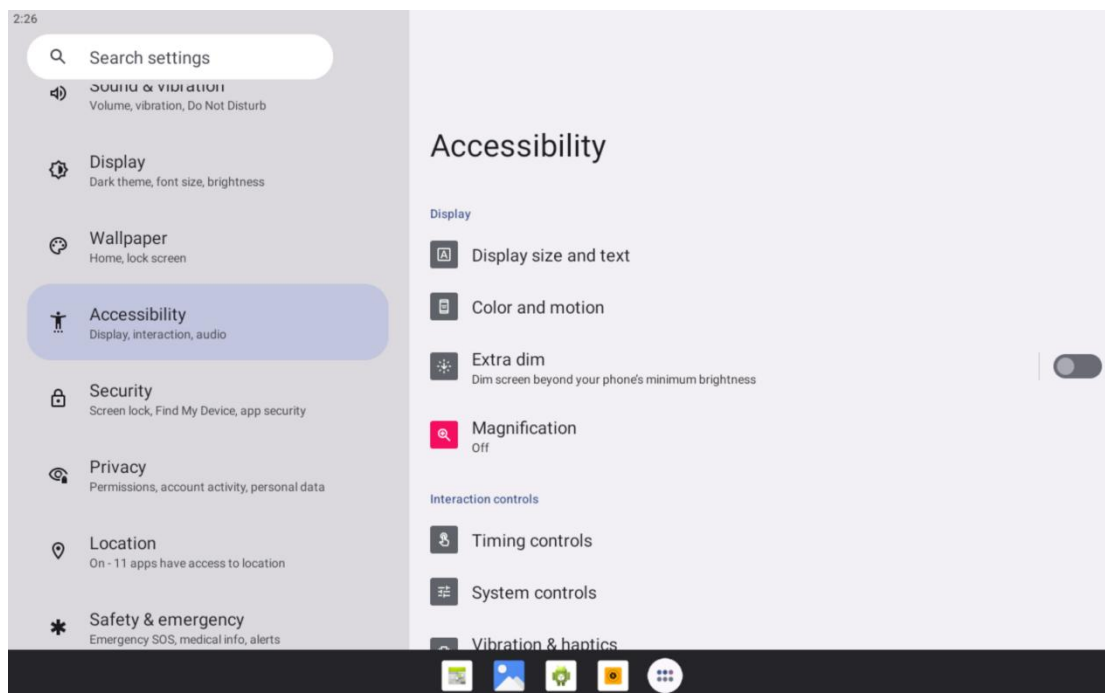 2:26
Search settings
Sound & vibration
Volume, vibration, Do Not Disturb
Display
Dark theme, font size, brightness
Wallpaper
Home, lock screen
Accessibility
Display, interaction, audio
Security
Screen lock, Find My Device, app security
Privacy
Permissions, account activity, personal data
Location
On - 11 apps have access to location
Safety & emergency
Emergency SOS, medical info, alerts
Accessibility
Display
Display size and text
Color and motion
Extra dim
Dim screen beyond your phone's minimum brightness
Magnification
Off
Interaction controls
Timing controls
System controls
Vibration & haptics